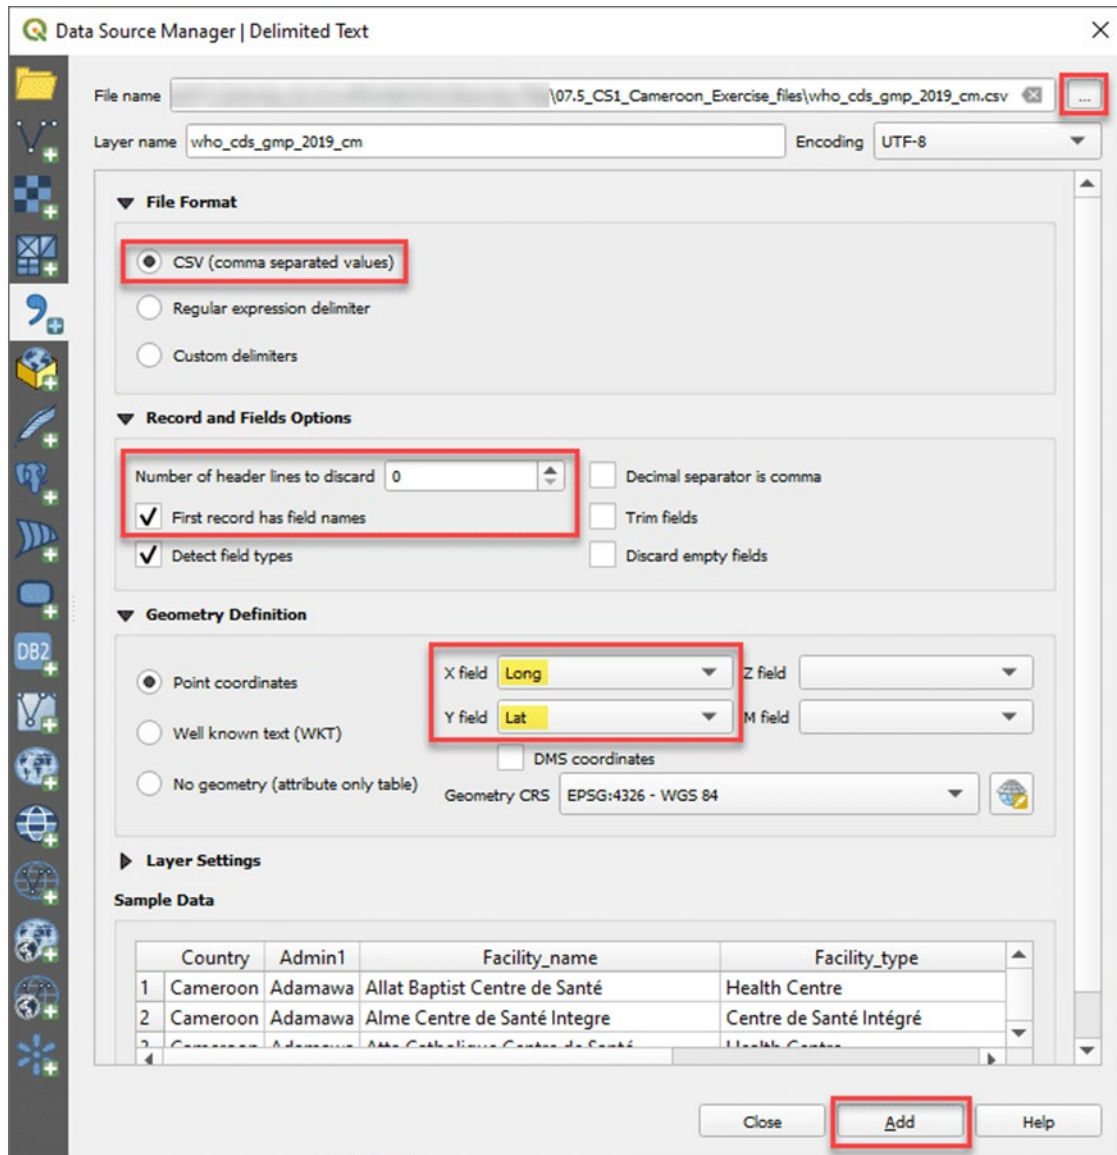 Data Source Manager | Delimited Text
File name \07.5_CS1_Cameroon_Exercise_files\who_cds_gmp_2019_cm.csv ...
Layer name who_cds_gmp_2019_cm Encoding UTF-8
File Format
CSV (comma separated values)
Regular expression delimiter
Custom delimiters
Record and Fields Options
Number of header lines to discard 0 Decimal separator is comma
First record has field names Trim fields
Detect field types Discard empty fields
Geometry Definition
Point coordinates X field Long Z field
Y field Lat M field
Well known text (WKT)
DMS coordinates
No geometry (attribute only table) Geometry CRS EPSG:4326 - WGS 84
DB2
Layer Settings
Sample Data
Country Admin1 Facility_name Facility_type
1 Cameroon Adamawa Allat Baptist Centre de Santé Health Centre
2 Cameroon Adamawa Alme Centre de Santé Integre Centre de Santé Intégré
Close Add Help